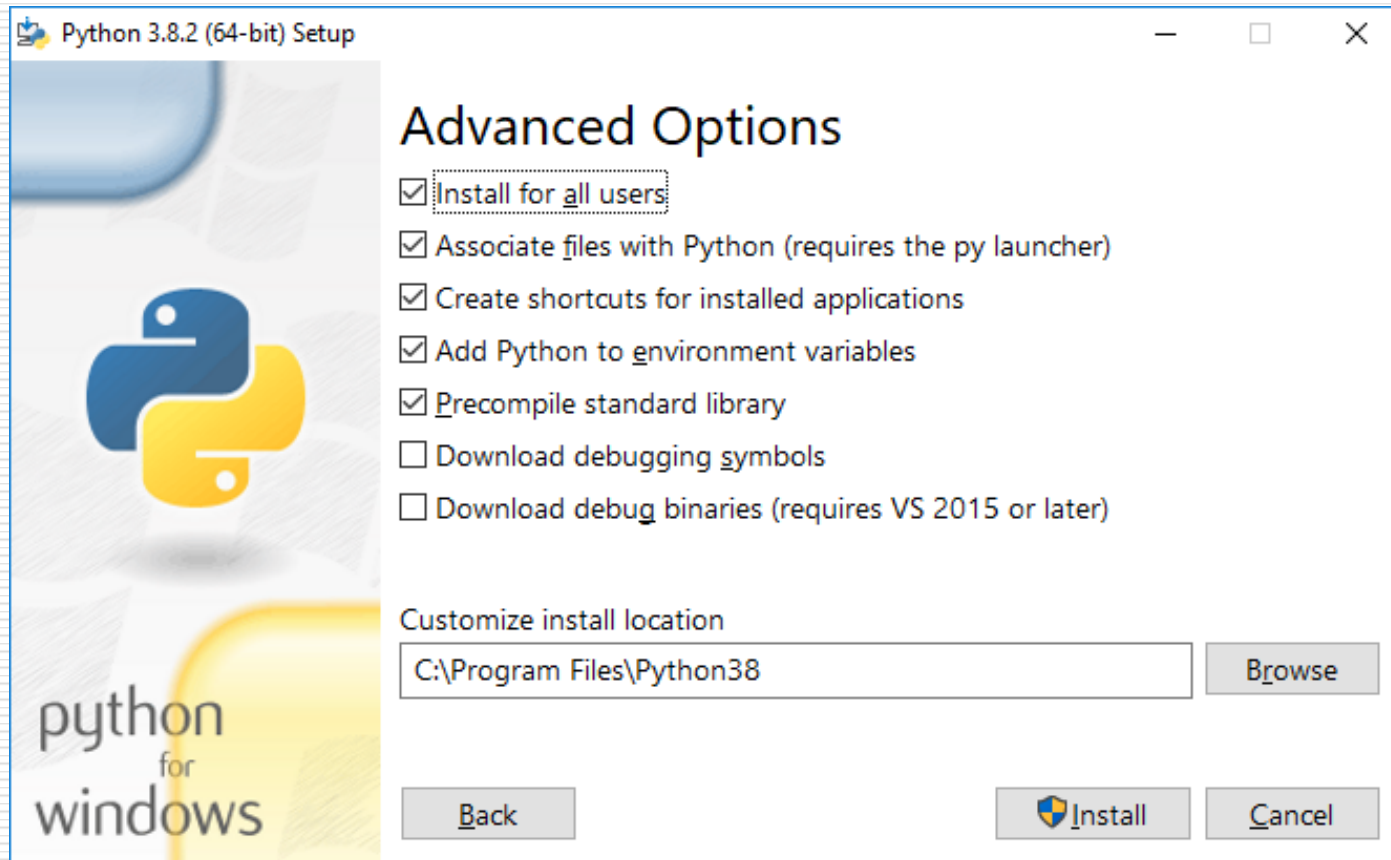 Python 3.8.2 (64-bit) Setup
Advanced Options
Install for all users
Associate files with Python (requires the py launcher)
Create shortcuts for installed applications
Add Python to environment variables
Precompile standard library
Download debugging symbols
Download debug binaries (requires VS 2015 or later)
Customize install location
C:\Program Files\Python38
Browse
python
for
windows
Back
Install
Cancel